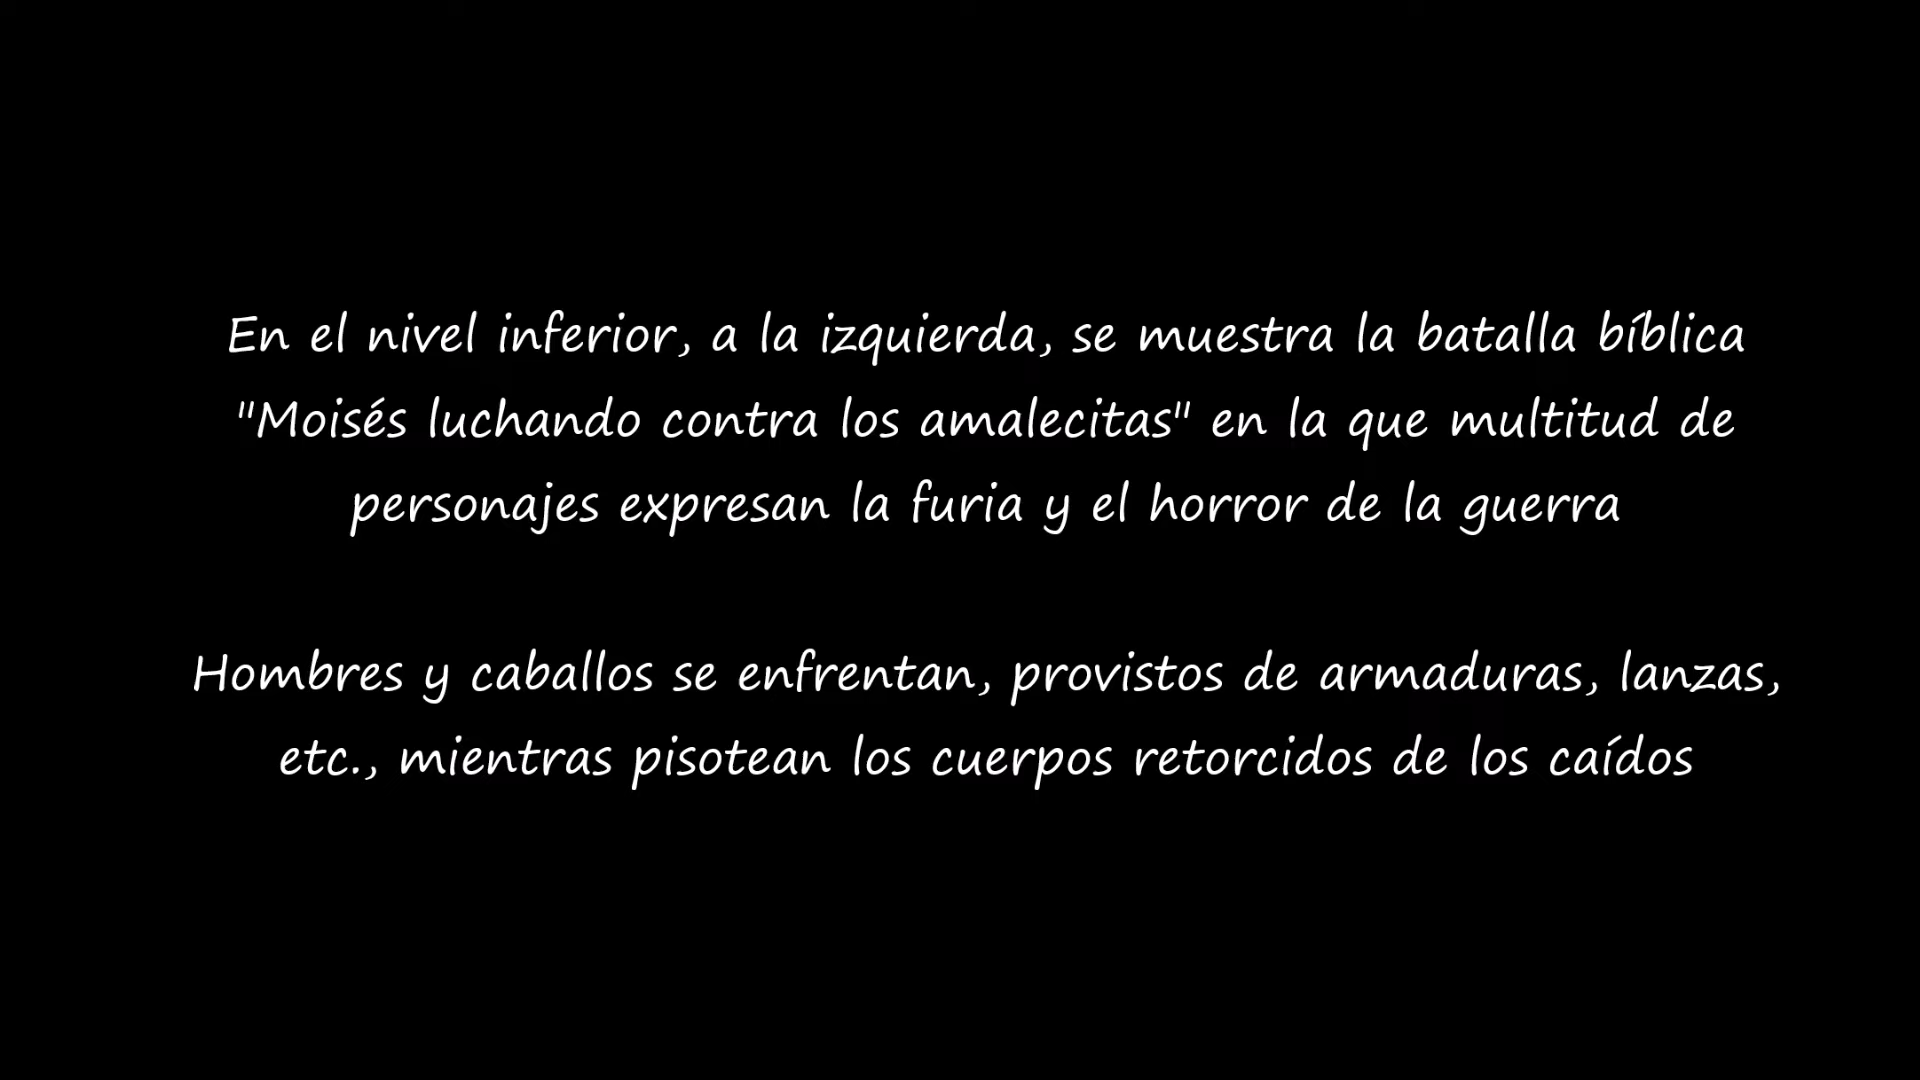 En el nivel inferior, a la izquierda, se muestra la batalla bíblica
"Moisés luchando contra los amalecitas" en la que multitud de
personajes expresan la furia y el horror de la guerra
Hombres y caballos se enfrentan, provistos de armaduras, lanzas,
etc., mientras pisotean los cuerpos retorcidos de los caídos